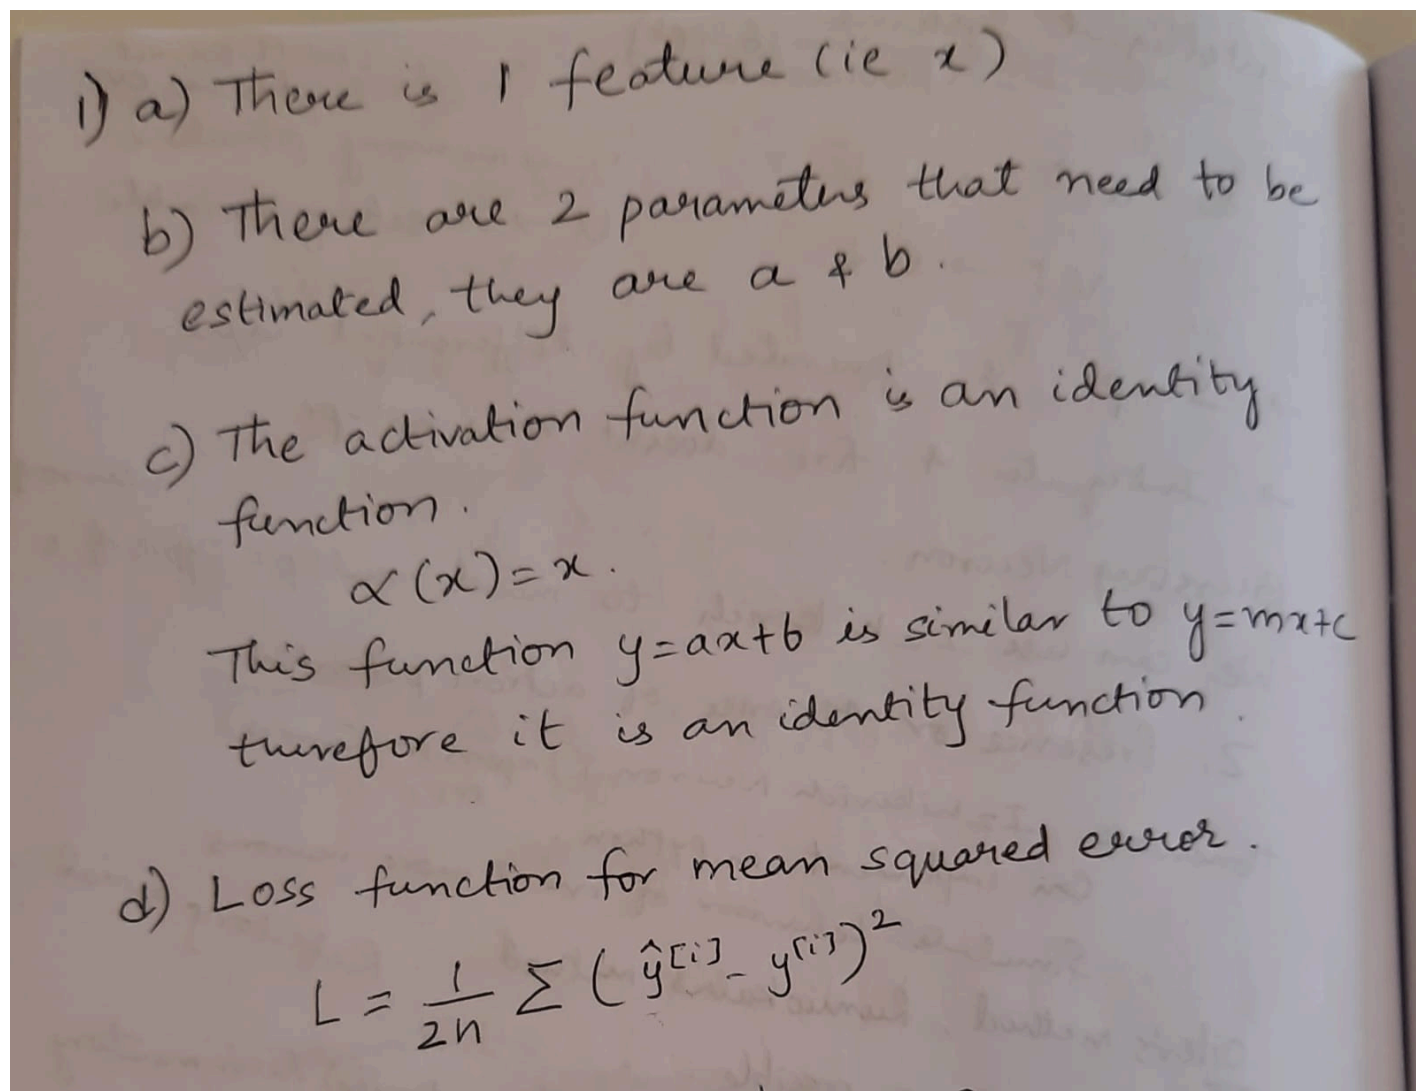 1) a) There is 1 feature (ie x)
b) There are 2 parameters that need to be
estimated, they are a & b.
c) The activation function is an identity
function.
α(x) = x.
This function y=ax+b is similar to y=mx+c
therefore it is an identity function.
d) Loss function for mean squared error.
L = 1/2n Σ (ŷ[i] - y[i])²